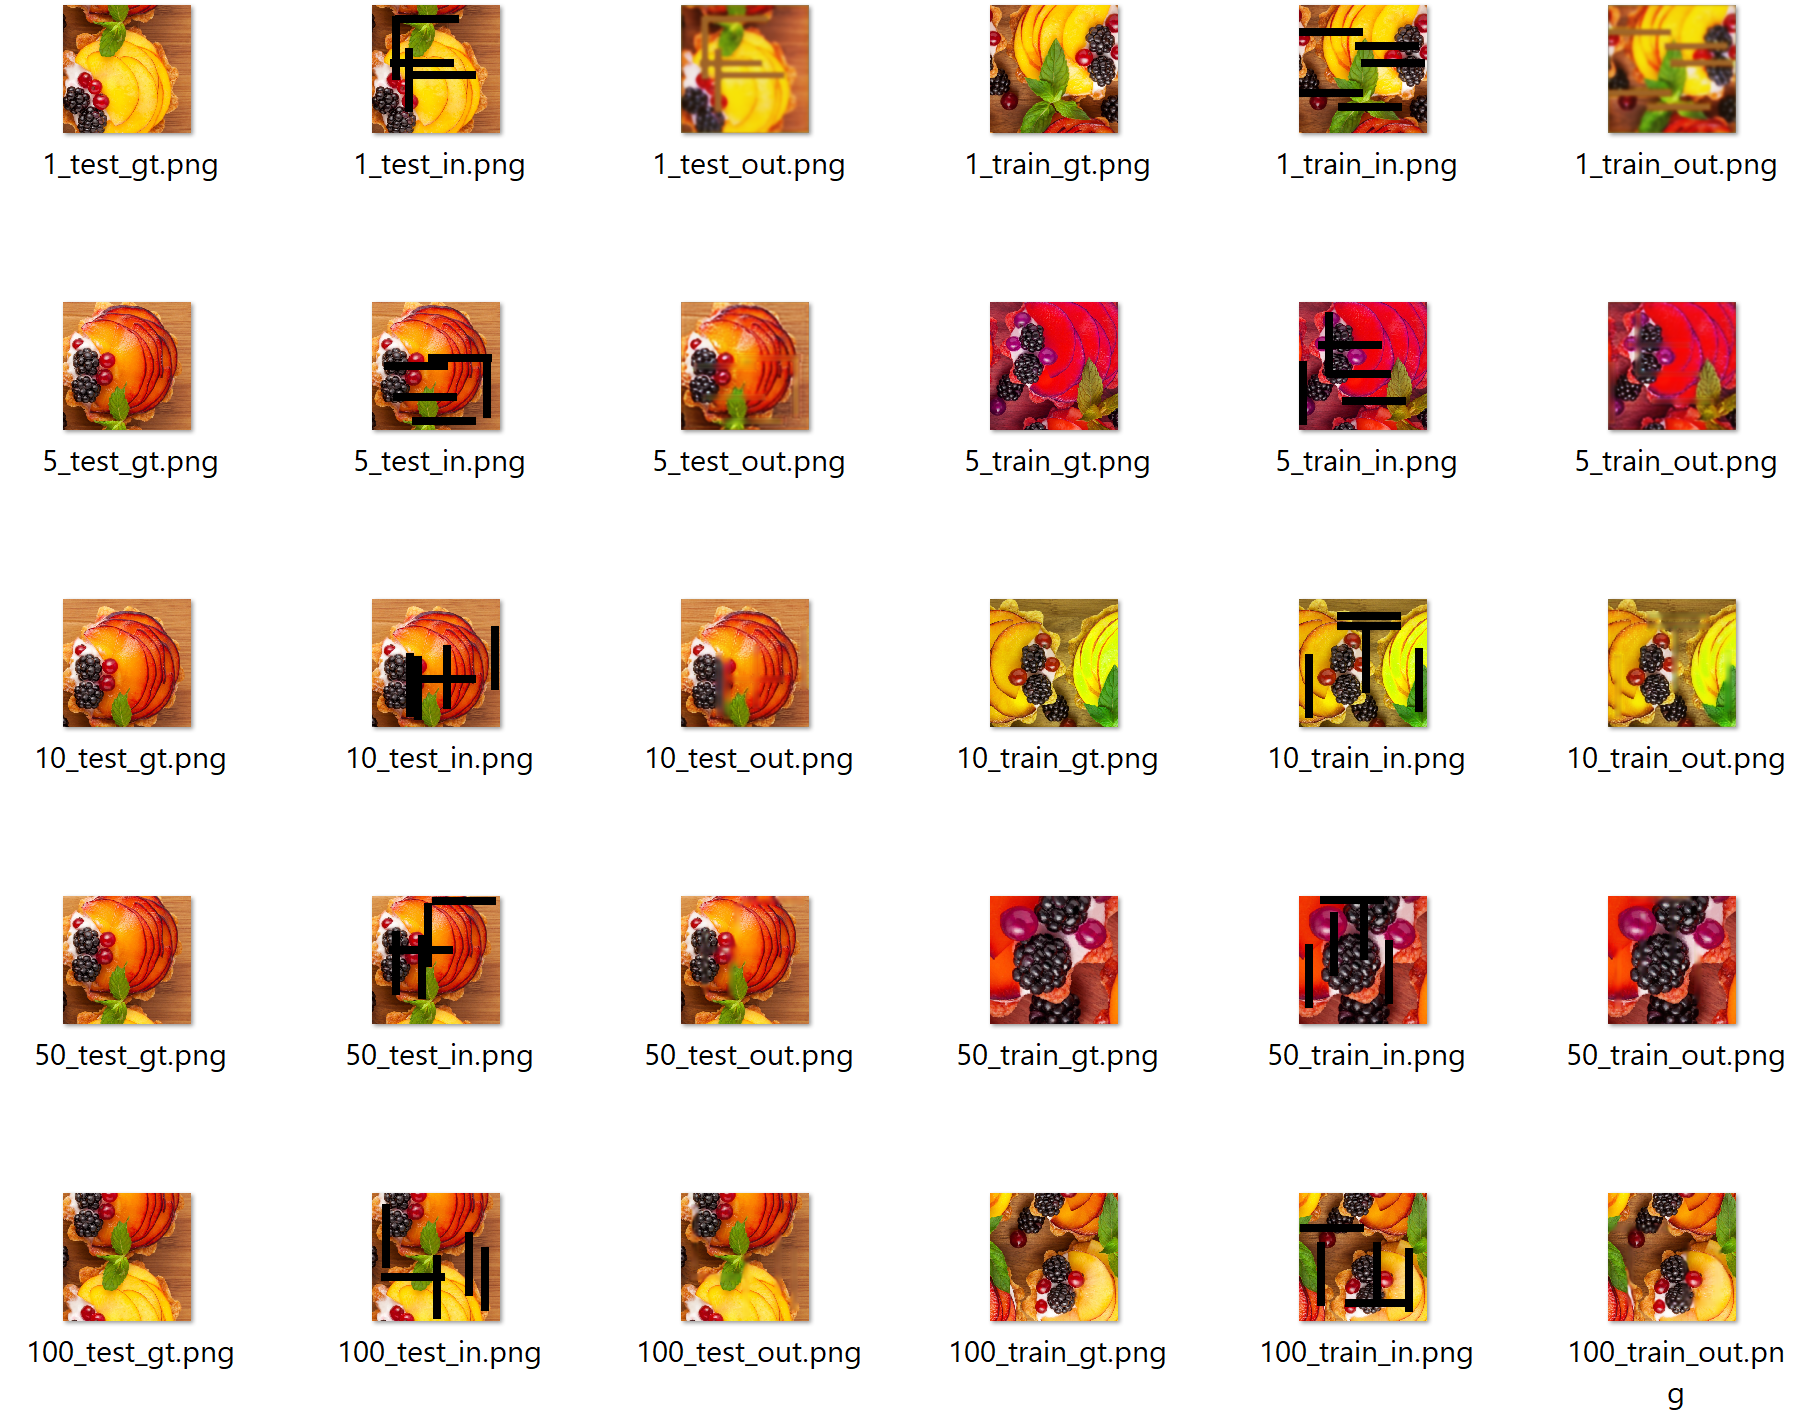 1_test_gt.png
1_test_in.png
1_test_out.png
1_train_gt.png
1_train_in.png
1_train_out.png
5_test_gt.png
5_test_in.png
5_test_out.png
5_train_gt.png
5_train_in.png
5_train_out.png
10_test_gt.png
10_test_in.png
10_test_out.png
10_train_gt.png
10_train_in.png
10_train_out.png
50_test_gt.png
50_test_in.png
50_test_out.png
50_train_gt.png
50_train_in.png
50_train_out.png
100_test_gt.png
100_test_in.png
100_test_out.png
100_train_gt.png
100_train_in.png
100_train_out.pn
g